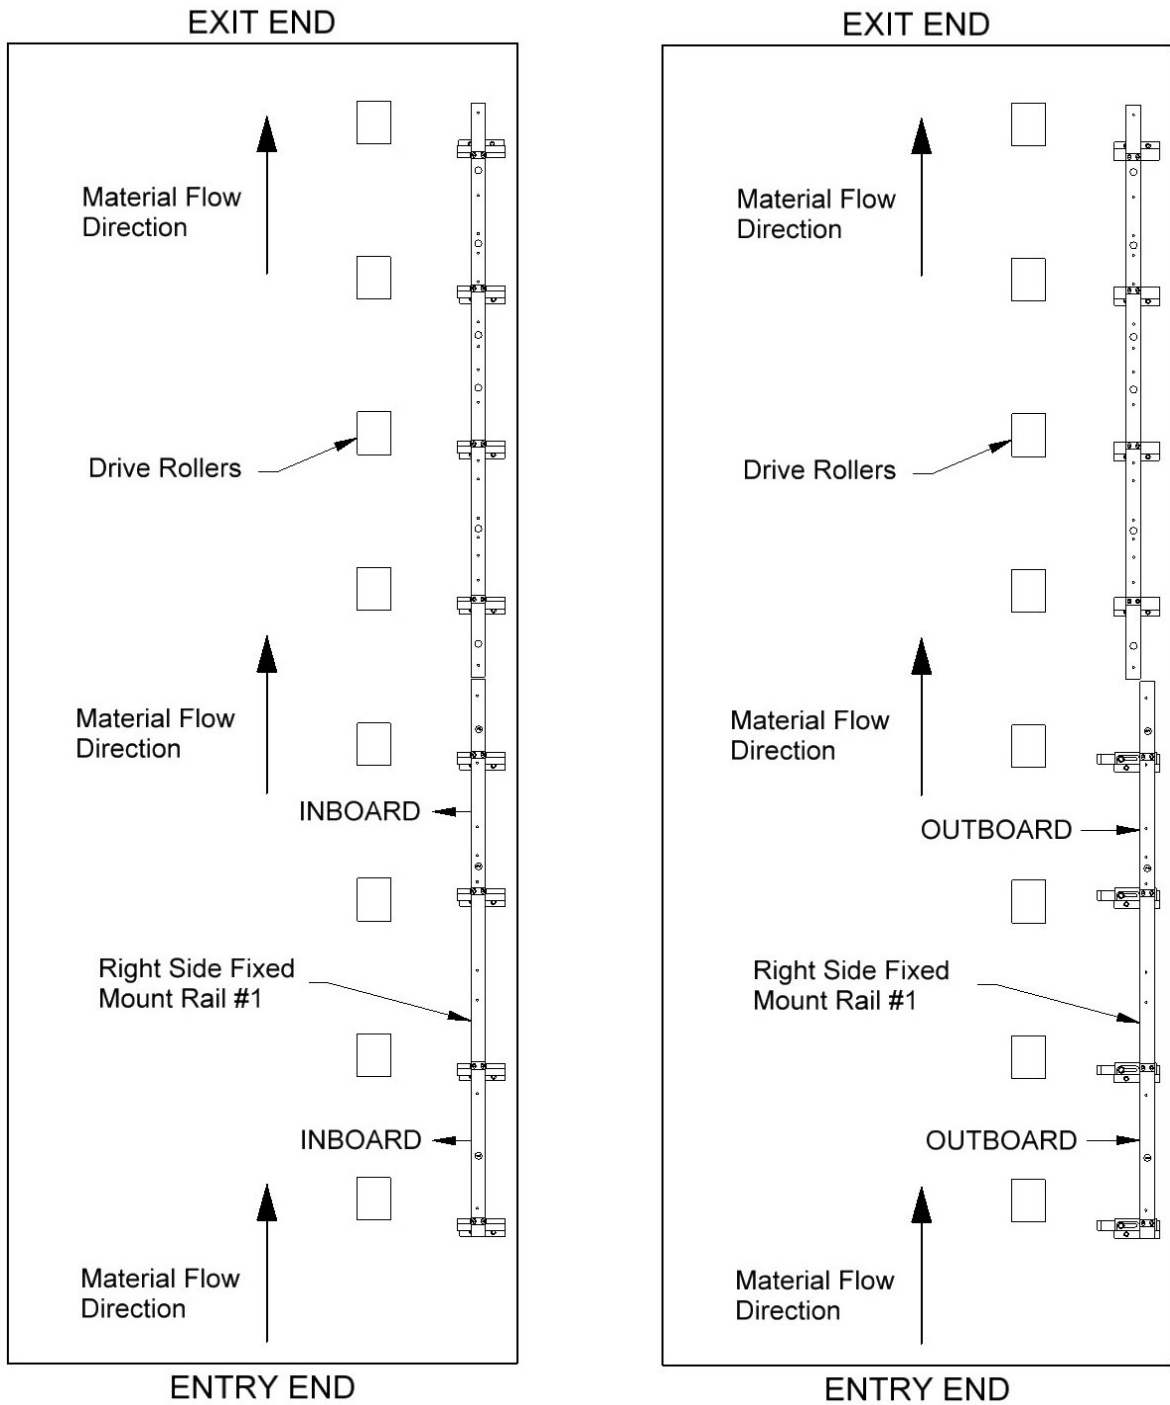 EXIT END
Material Flow
Direction
Drive Rollers
Material Flow
Direction
INBOARD
Right Side Fixed
Mount Rail #1
INBOARD
Material Flow
Direction
ENTRY END
EXIT END
Material Flow
Direction
Drive Rollers
Material Flow
Direction
OUTBOARD
Right Side Fixed
Mount Rail #1
OUTBOARD
Material Flow
Direction
ENTRY END